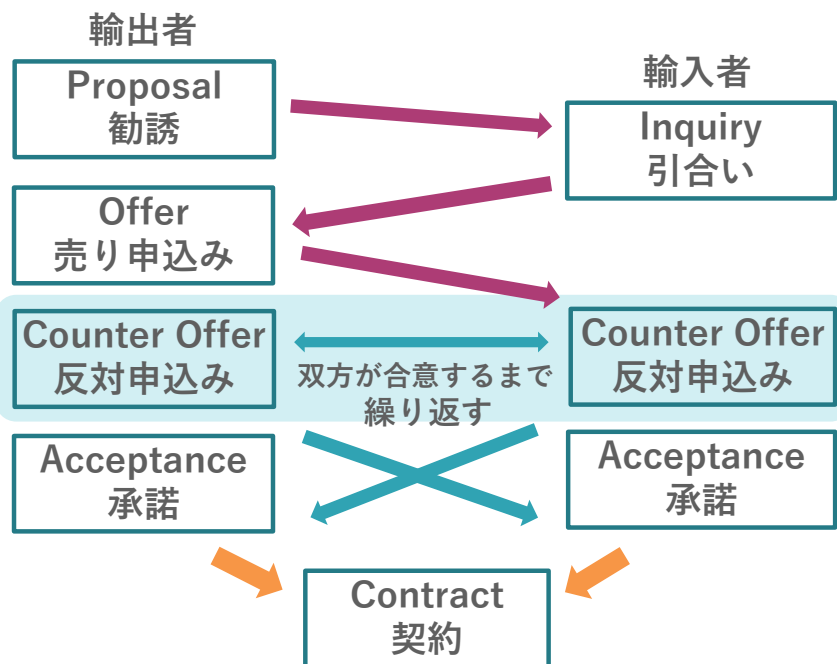 輸出者
輸入者
Proposal
勧誘
Inquiry
引合い
Offer
売り申込み
Counter Offer
反対申込み
双方が合意するまで
繰り返す
Counter Offer
反対申込み
Acceptance
承諾
Acceptance
承諾
Contract
契約